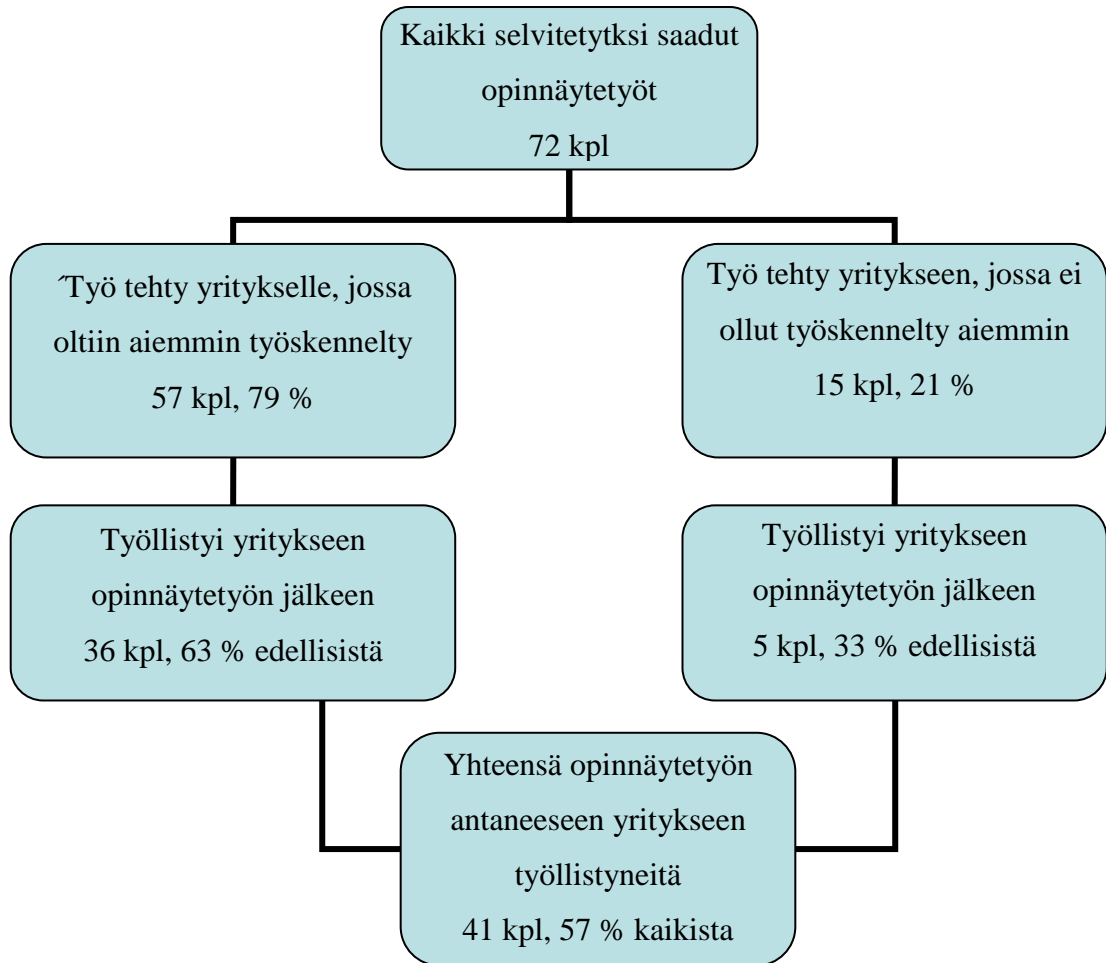 Kaikki selvitetytksi saadut
opinnäytetyöt
72 kpl
´Työ tehty yritykselle, jossa
oltiin aiemmin työskennelty
57 kpl, 79 %
Työ tehty yritykseen, jossa ei
ollut työskennelty aiemmin
15 kpl, 21 %
Työllistyi yritykseen
opinnäytetyön jälkeen
36 kpl, 63 % edellisistä
Työllistyi yritykseen
opinnäytetyön jälkeen
5 kpl, 33 % edellisistä
Yhteensä opinnäytetyön
antaneeseen yritykseen
työllistyneitä
41 kpl, 57 % kaikista